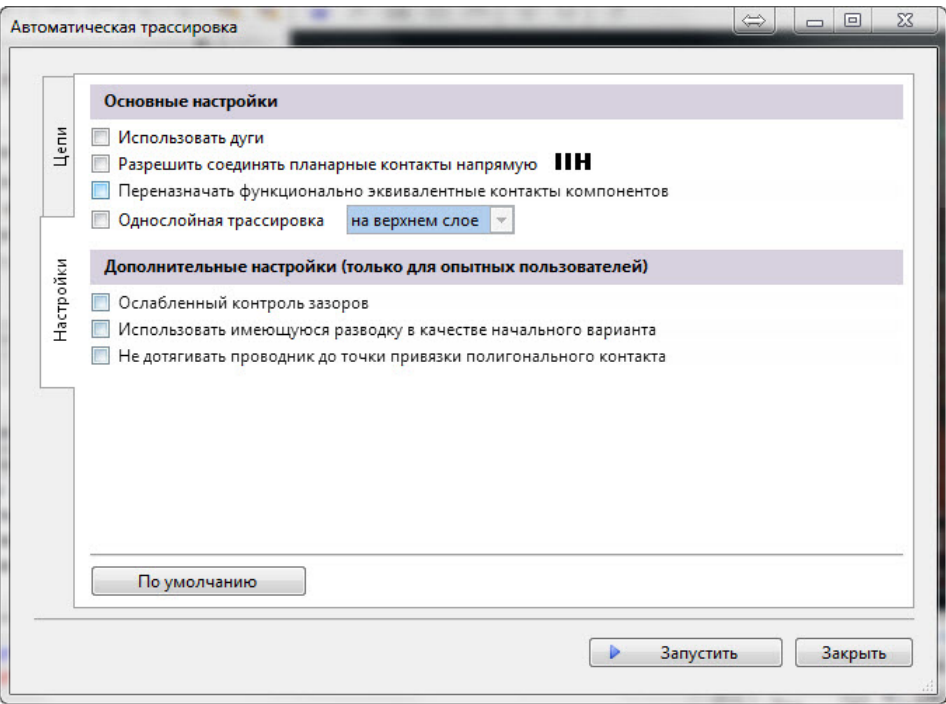 Автоматическая трассировка
Цепи
Настройки
Основные настройки
Использовать дуги
Разрешить соединять планарные контакты напрямую
Переназначать функционально эквивалентные контакты компонентов
Однослойная трассировка на верхнем слое
Дополнительные настройки (только для опытных пользователей)
Ослабленный контроль зазоров
Использовать имеющуюся разводку в качестве начального варианта
Не дотягивать проводник до точки привязки полигонального контакта
По умолчанию
Запустить Закрыть